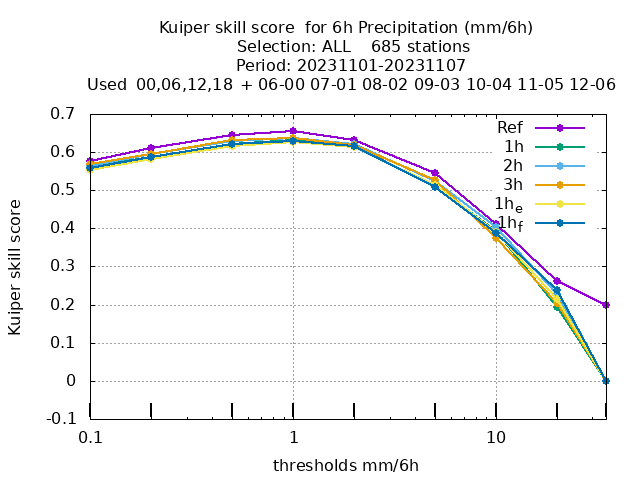 Kuiper skill score  for 6h Precipitation (mm/6h)
Selection: ALL    685 stations
Period: 20231101-20231107
Used  00,06,12,18  + 06-00 07-01 08-02 09-03 10-04 11-05 12-06
0.7
0.6
0.5
0.4
0.3
0.2
0.1
0
-0.1
Kuiper skill score
Ref
1h
2h
3h
1he
1hf
0.1 1 10
thresholds mm/6h